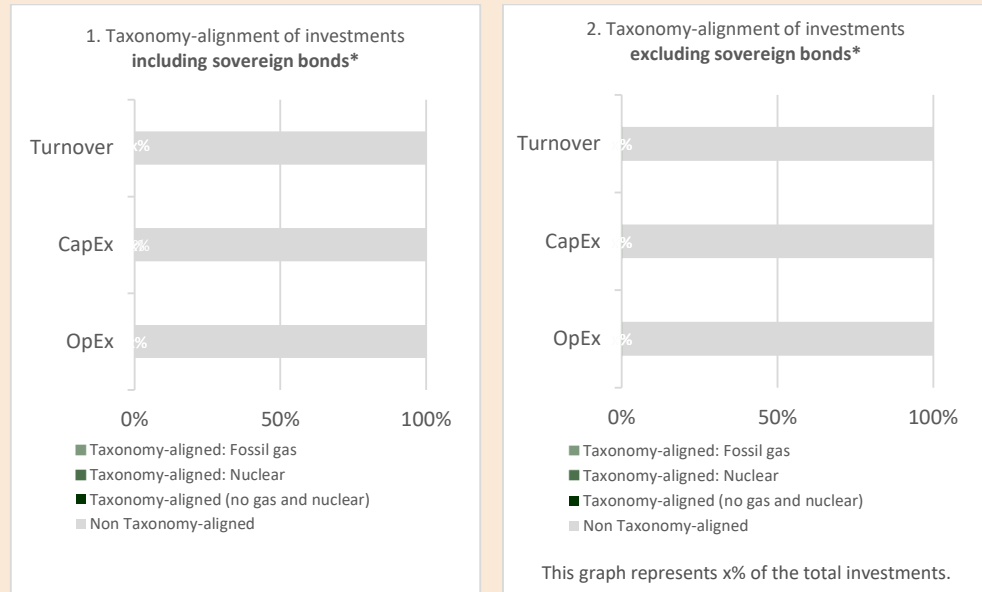 1. Taxonomy-alignment of investments
including sovereign bonds*
Turnover
x%
CapEx
%
OpEx
%
0% 50% 100%
Taxonomy-aligned: Fossil gas
Taxonomy-aligned: Nuclear
Taxonomy-aligned (no gas and nuclear)
Non Taxonomy-aligned
2. Taxonomy-alignment of investments
excluding sovereign bonds*
Turnover
%
CapEx
%
OpEx
%
0% 50% 100%
Taxonomy-aligned: Fossil gas
Taxonomy-aligned: Nuclear
Taxonomy-aligned (no gas and nuclear)
Non Taxonomy-aligned
This graph represents x% of the total investments.